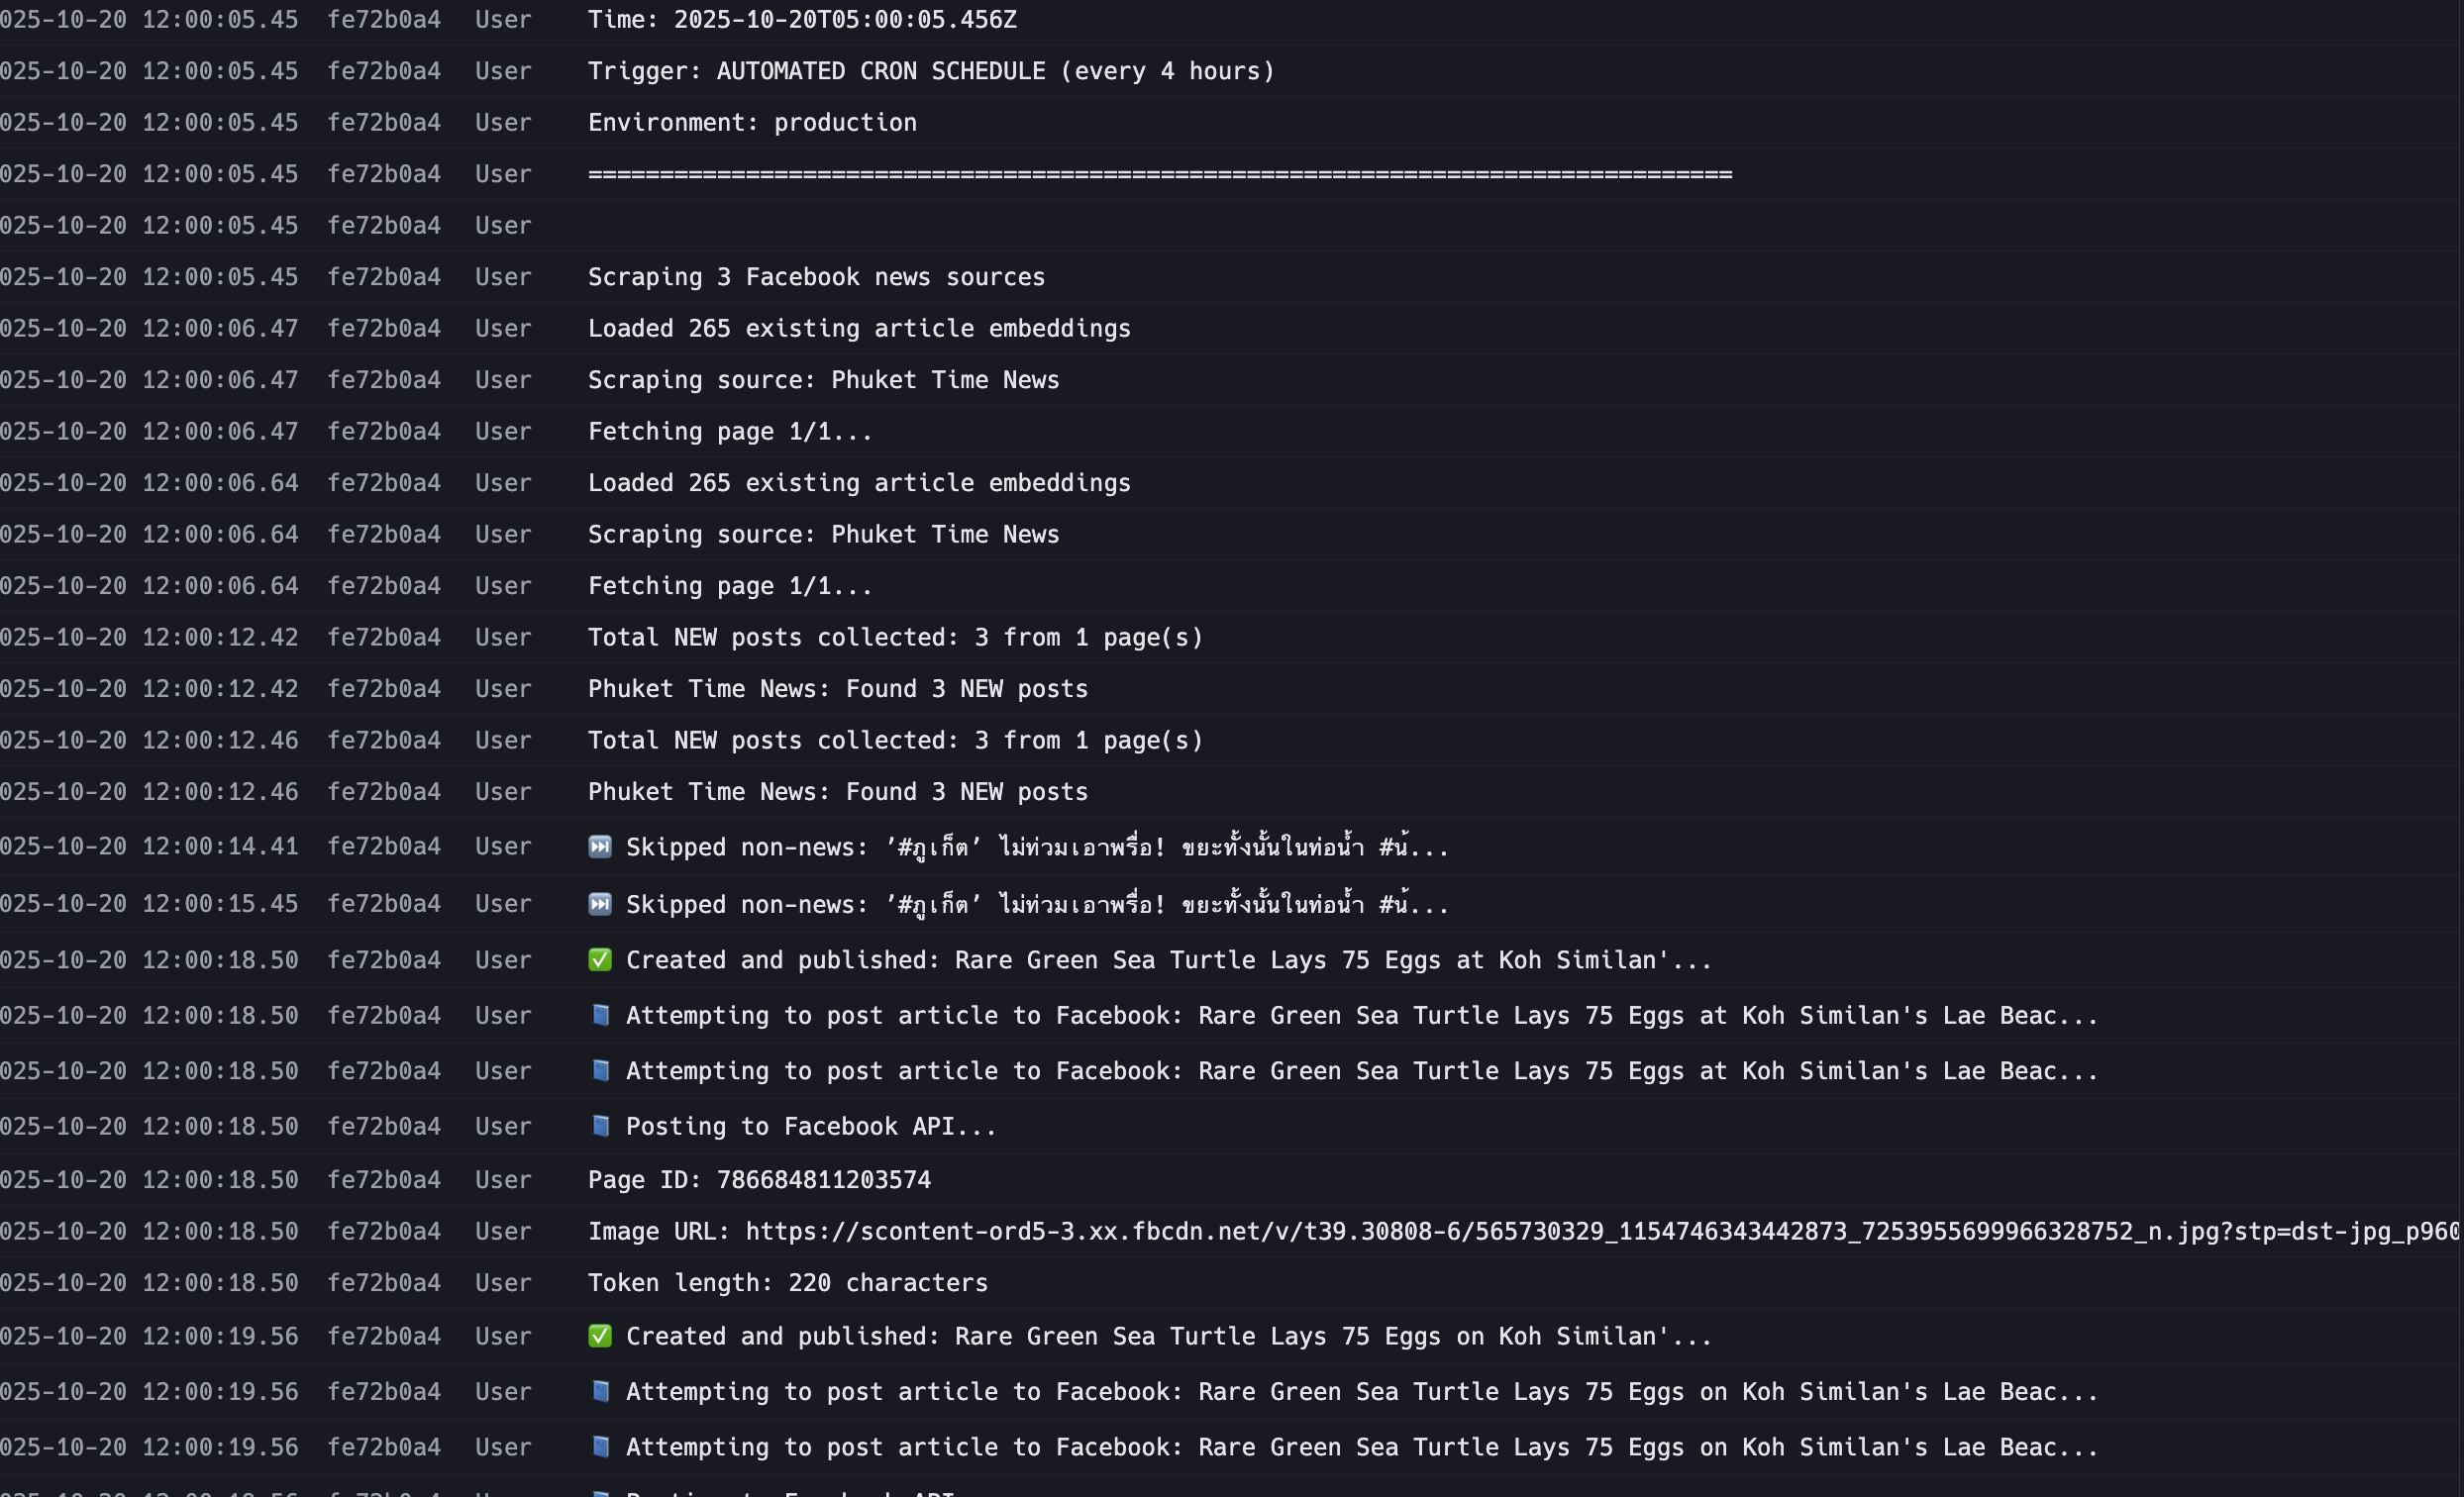 025-10-20 12:00:05.45 fe72b0a4 User Time: 2025-10-20T05:00:05.456Z
025-10-20 12:00:05.45 fe72b0a4 User Trigger: AUTOMATED CRON SCHEDULE (every 4 hours)
025-10-20 12:00:05.45 fe72b0a4 User Environment: production
025-10-20 12:00:05.45 fe72b0a4 User ================================================================================
025-10-20 12:00:05.45 fe72b0a4 User
025-10-20 12:00:05.45 fe72b0a4 User Scraping 3 Facebook news sources
025-10-20 12:00:06.47 fe72b0a4 User Loaded 265 existing article embeddings
025-10-20 12:00:06.47 fe72b0a4 User Scraping source: Phuket Time News
025-10-20 12:00:06.47 fe72b0a4 User Fetching page 1/1...
025-10-20 12:00:06.64 fe72b0a4 User Loaded 265 existing article embeddings
025-10-20 12:00:06.64 fe72b0a4 User Scraping source: Phuket Time News
025-10-20 12:00:06.64 fe72b0a4 User Fetching page 1/1...
025-10-20 12:00:12.42 fe72b0a4 User Total NEW posts collected: 3 from 1 page(s)
025-10-20 12:00:12.42 fe72b0a4 User Phuket Time News: Found 3 NEW posts
025-10-20 12:00:12.46 fe72b0a4 User Total NEW posts collected: 3 from 1 page(s)
025-10-20 12:00:12.46 fe72b0a4 User Phuket Time News: Found 3 NEW posts
025-10-20 12:00:14.41 fe72b0a4 User ⏭️ Skipped non-news: ’#ภูเก็ต’ ไม่ท่วมเอาพรื่อ! ขยะทั้งนั้นในท่อน้ำ #น้...
025-10-20 12:00:15.45 fe72b0a4 User ⏭️ Skipped non-news: ’#ภูเก็ต’ ไม่ท่วมเอาพรื่อ! ขยะทั้งนั้นในท่อน้ำ #น้...
025-10-20 12:00:18.50 fe72b0a4 User ✅ Created and published: Rare Green Sea Turtle Lays 75 Eggs at Koh Similan'...
025-10-20 12:00:18.50 fe72b0a4 User 📘 Attempting to post article to Facebook: Rare Green Sea Turtle Lays 75 Eggs at Koh Similan's Lae Beac...
025-10-20 12:00:18.50 fe72b0a4 User 📘 Attempting to post article to Facebook: Rare Green Sea Turtle Lays 75 Eggs at Koh Similan's Lae Beac...
025-10-20 12:00:18.50 fe72b0a4 User 📘 Posting to Facebook API...
025-10-20 12:00:18.50 fe72b0a4 User Page ID: 786684811203574
025-10-20 12:00:18.50 fe72b0a4 User Image URL: https://scontent-ord5-3.xx.fbcdn.net/v/t39.30808-6/565730329_1154746343442873_7253955699966328752_n.jpg?stp=dst-jpg_p960
025-10-20 12:00:18.50 fe72b0a4 User Token length: 220 characters
025-10-20 12:00:19.56 fe72b0a4 User ✅ Created and published: Rare Green Sea Turtle Lays 75 Eggs on Koh Similan'...
025-10-20 12:00:19.56 fe72b0a4 User 📘 Attempting to post article to Facebook: Rare Green Sea Turtle Lays 75 Eggs on Koh Similan's Lae Beac...
025-10-20 12:00:19.56 fe72b0a4 User 📘 Attempting to post article to Facebook: Rare Green Sea Turtle Lays 75 Eggs on Koh Similan's Lae Beac...